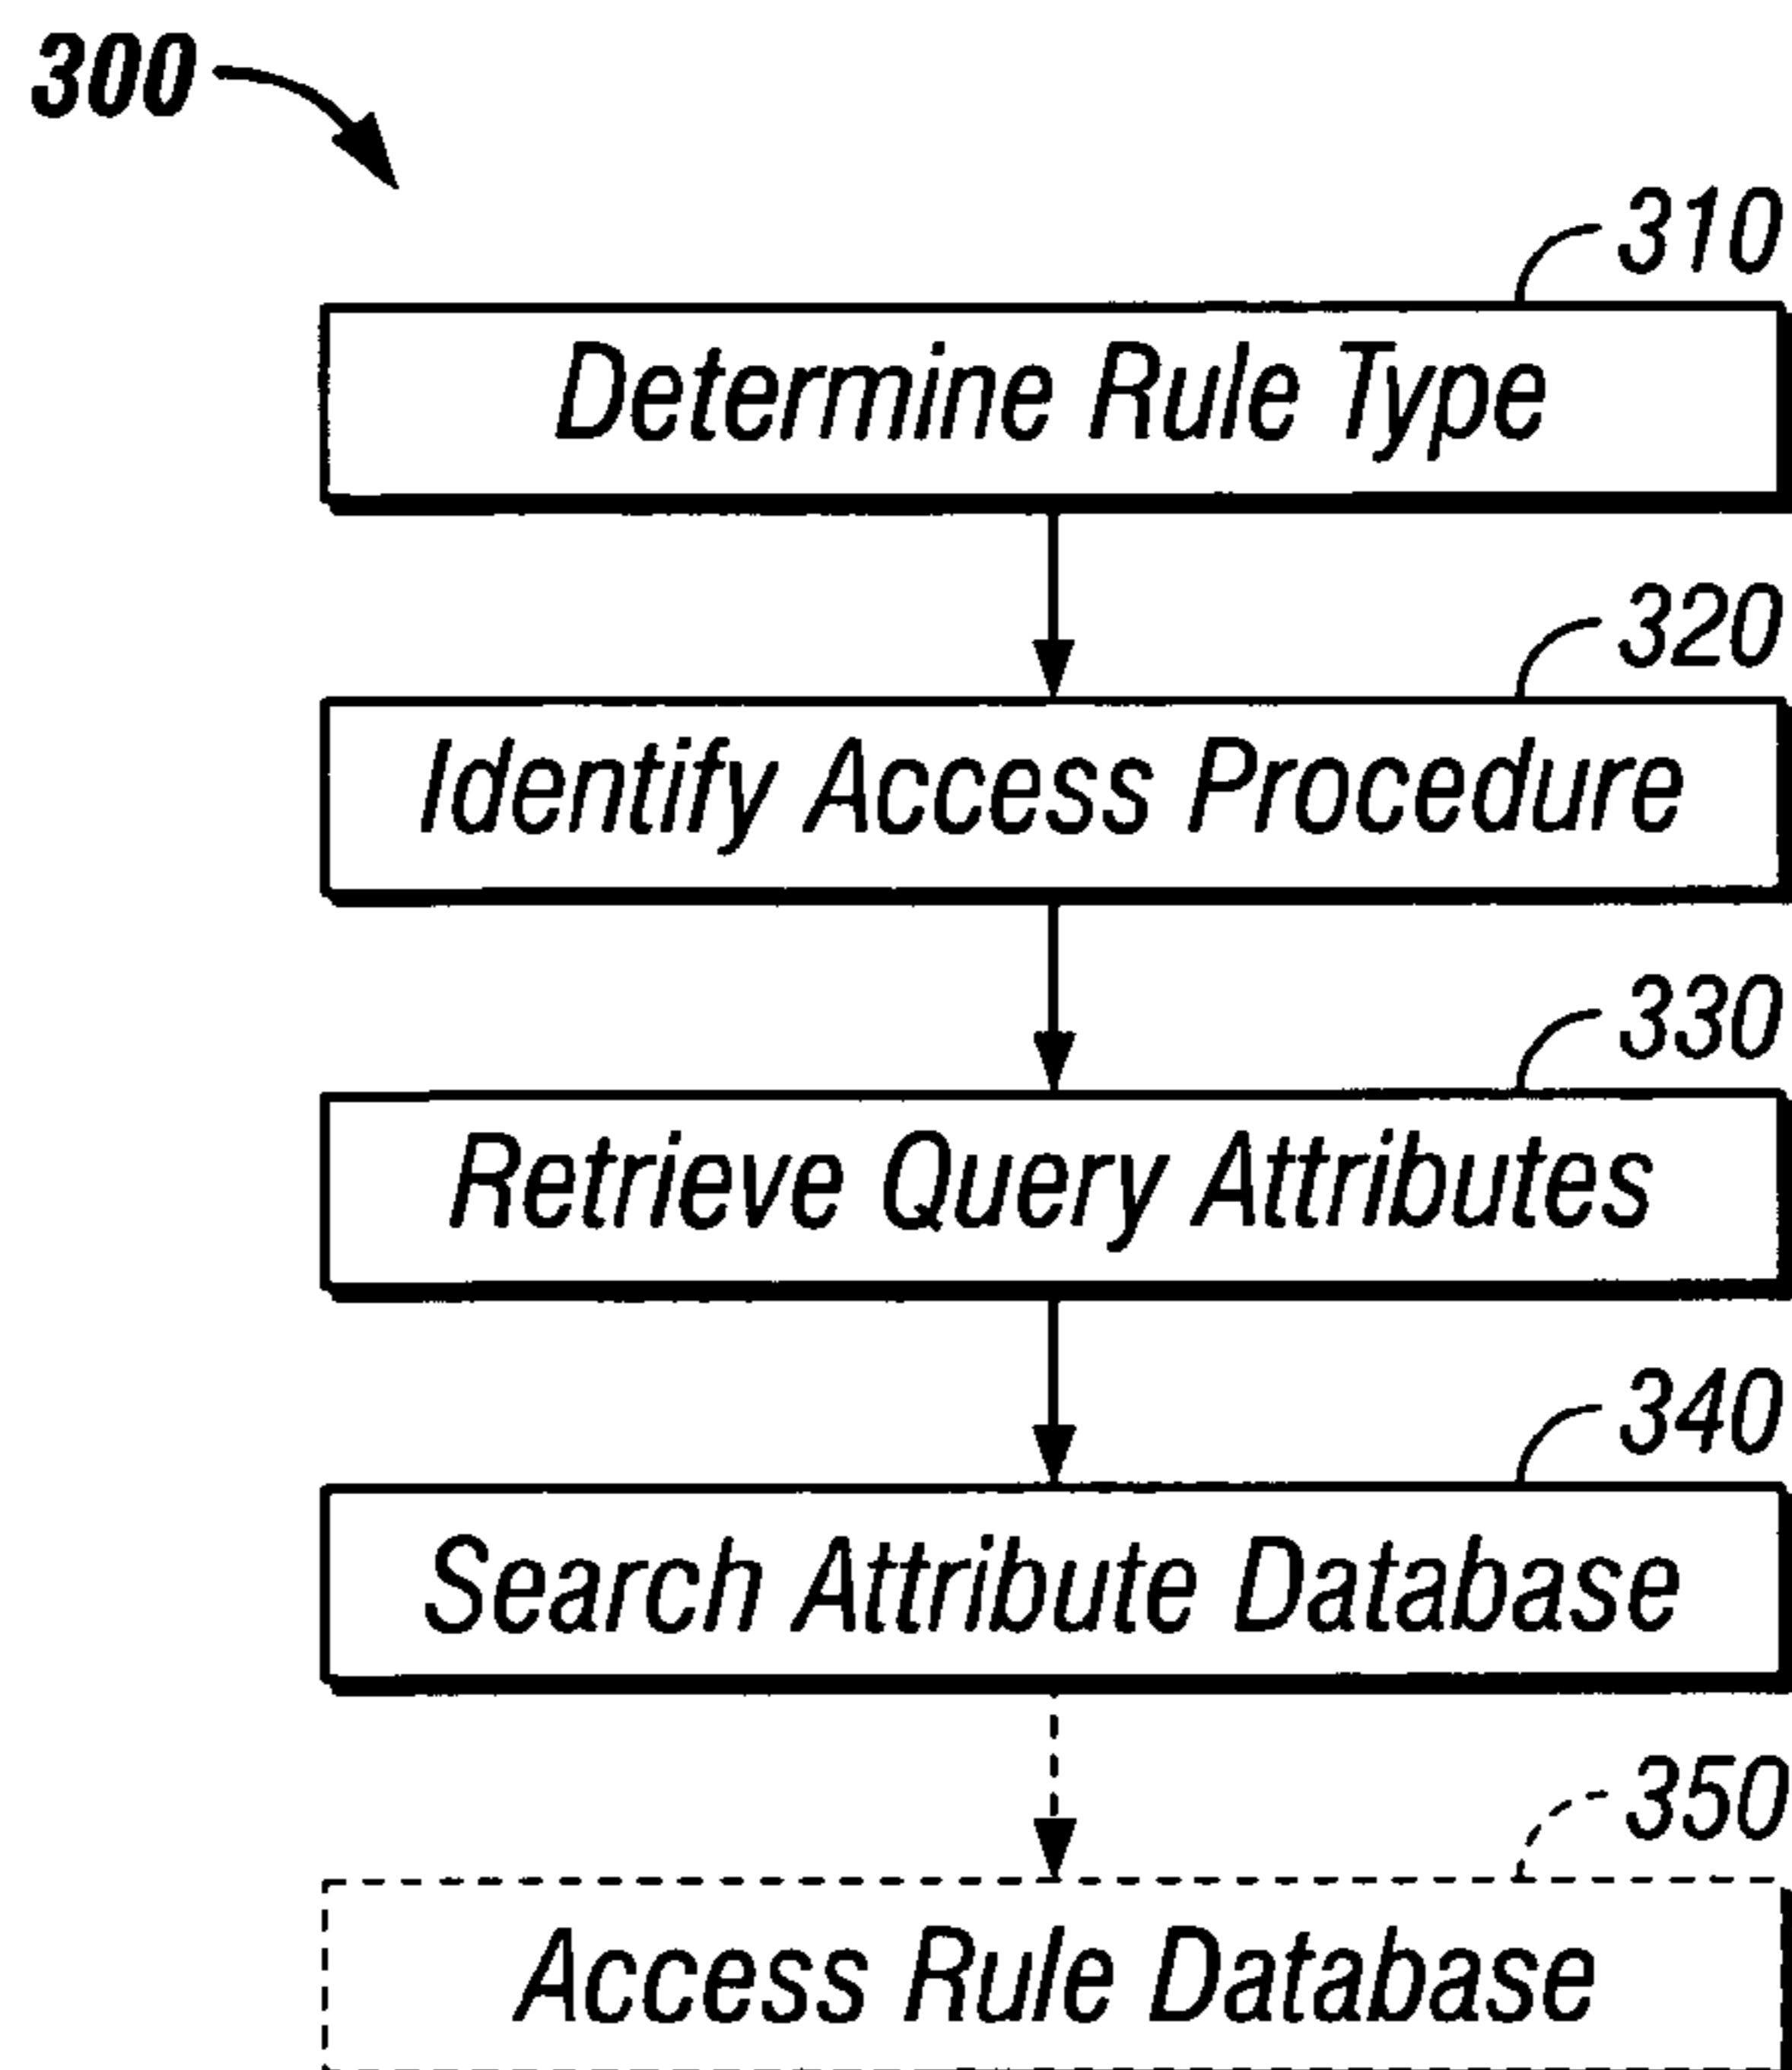 300
310
Determine Rule Type
320
Identify Access Procedure
330
Retrieve Query Attributes
340
Search Attribute Database
350
Access Rule Database